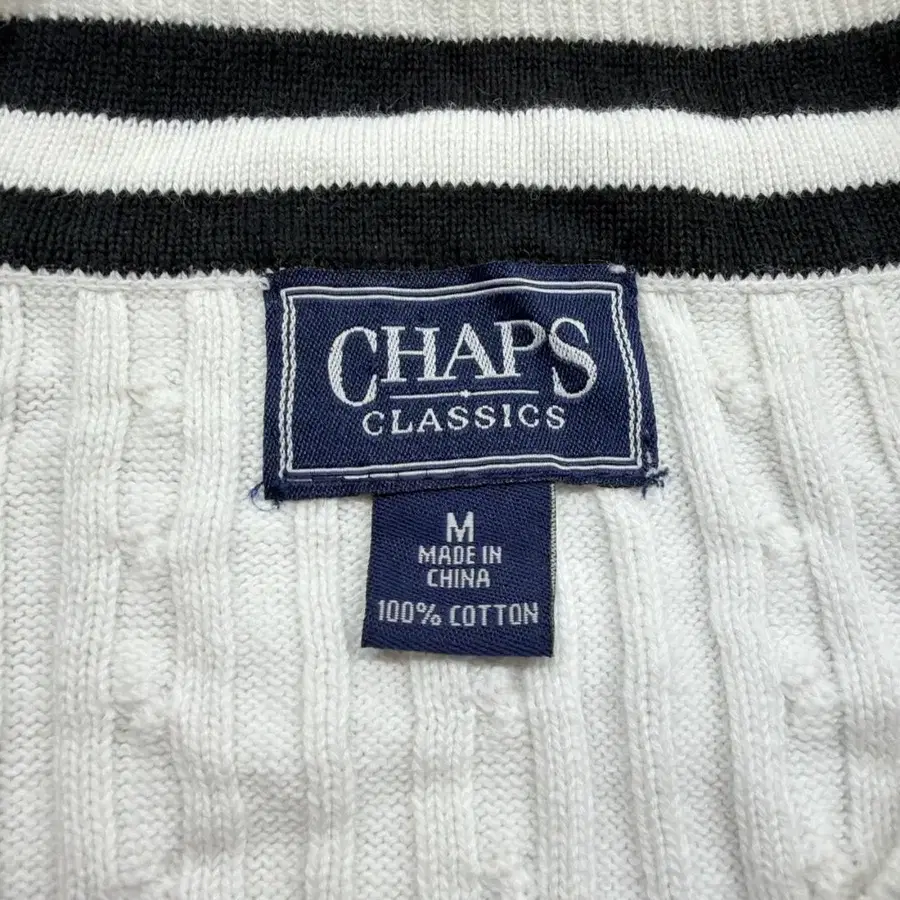 CHAPS
CLASSICS
M
MADE IN
CHINA
100% COTTON